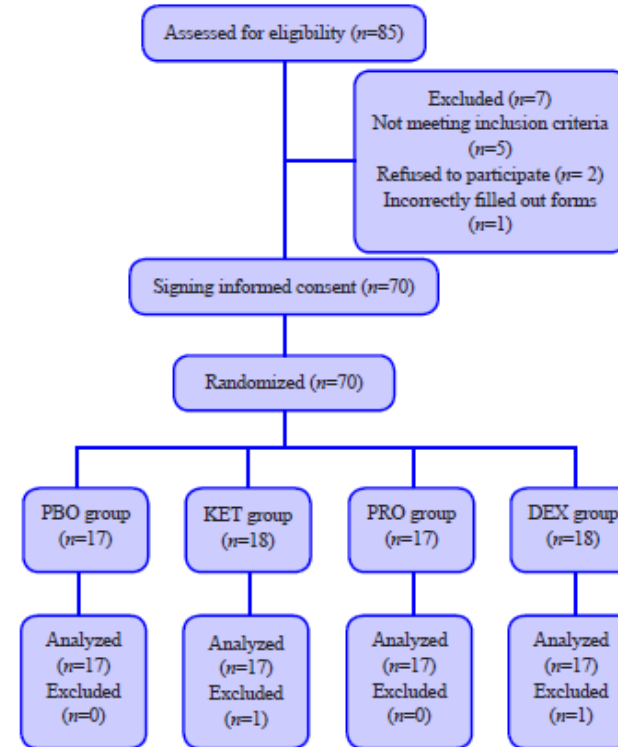 Assessed for eligibility (n=85)
Excluded (n=7)
Not meeting inclusion criteria
(n=5)
Refused to participate (n= 2)
Incorrectly filled out forms
(n=1)
Signing informed consent (n=70)
Randomized (n=70)
PBO group
(n=17)
KET group
(n=18)
PRO group
(n=17)
DEX group
(n=18)
Analyzed
(n=17)
Excluded
(n=0)
Analyzed
(n=17)
Excluded
(n=1)
Analyzed
(n=17)
Excluded
(n=0)
Analyzed
(n=17)
Excluded
(n=1)